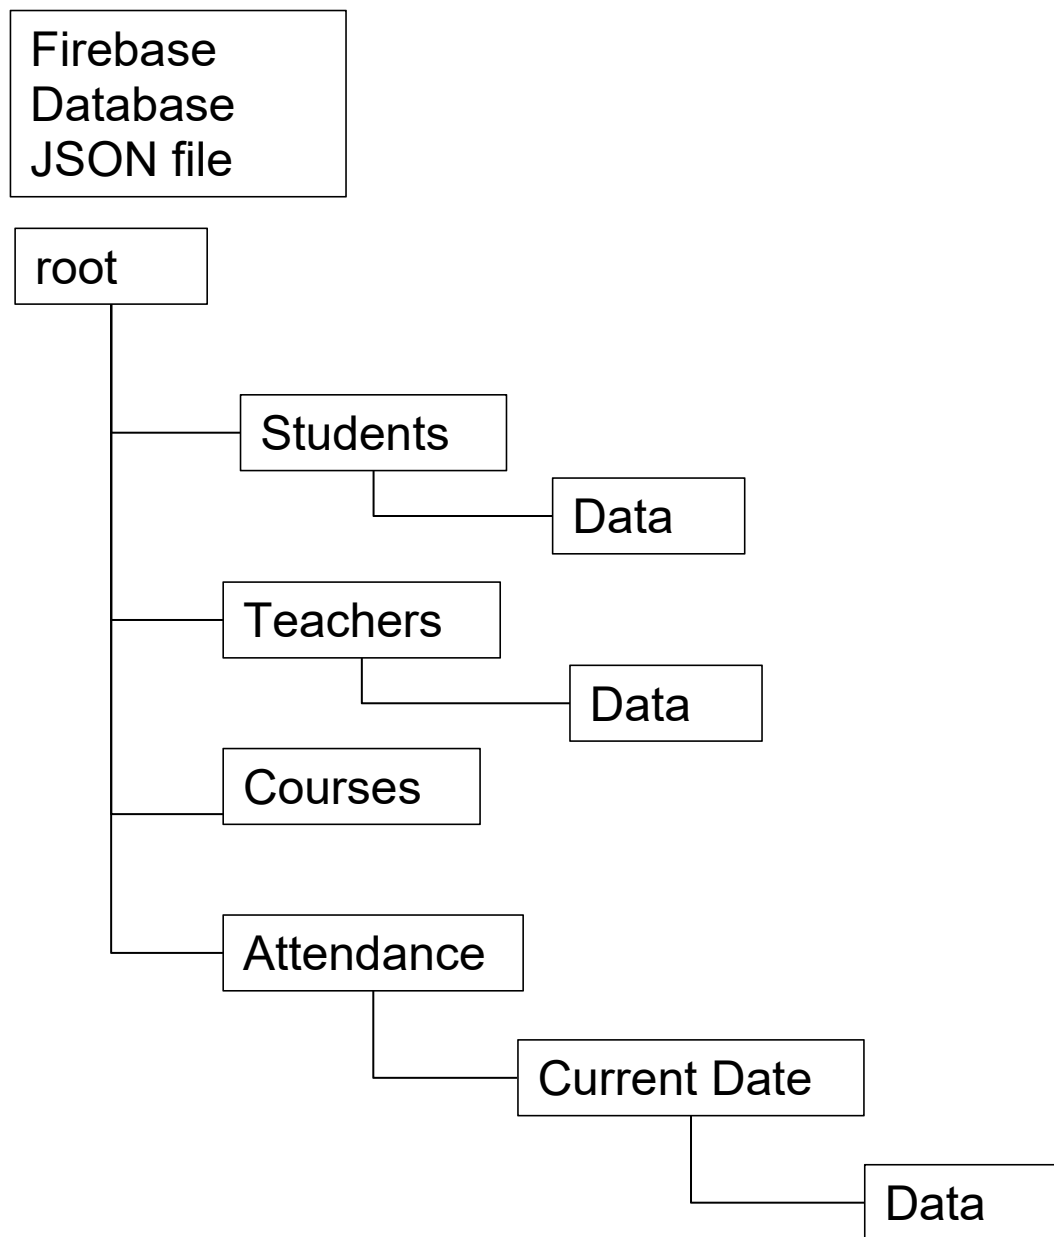 Firebase
Database
JSON file
root
Students
Data
Teachers
Data
Courses
Attendance
Current Date
Data